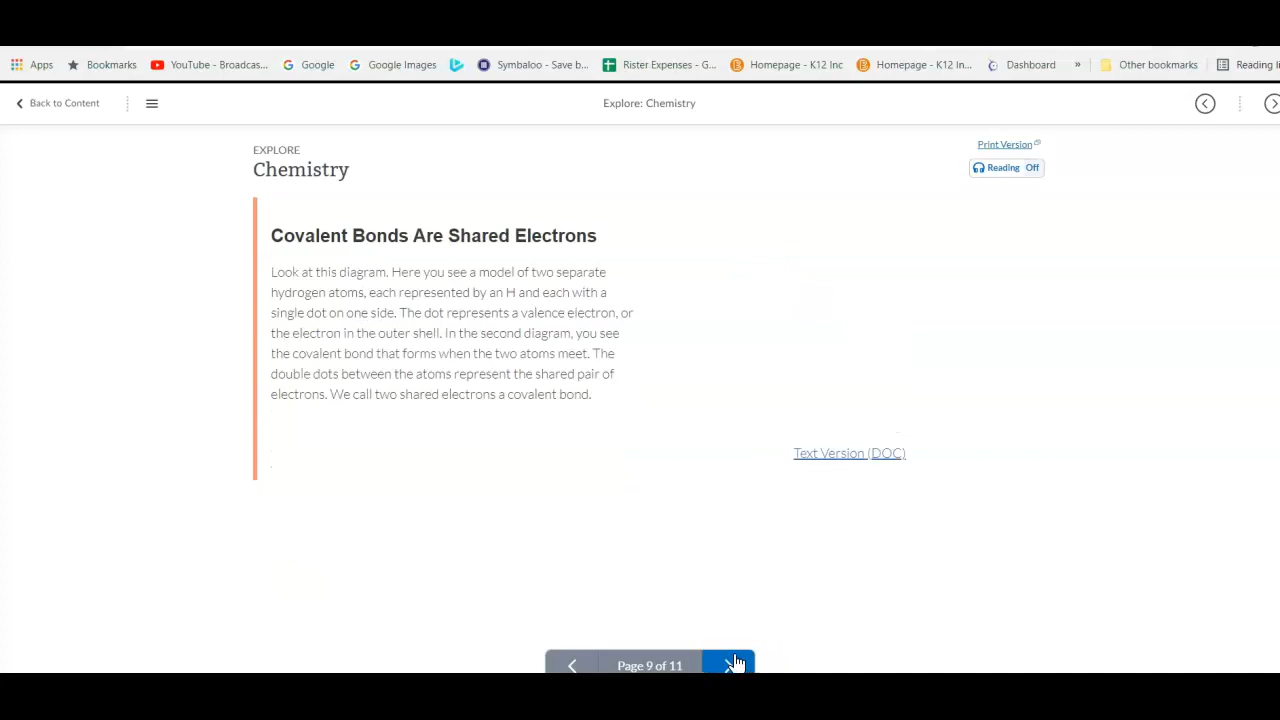 Apps Bookmarks YouTube - Broadcas... Google Google Images Symbaloo - Save b... Rister Expenses - G... Homepage - K12 Inc Homepage - K12 In... Dashboard » Other bookmarks Reading li
Back to Content Explore: Chemistry
Print Version
EXPLORE
Chemistry
Reading Off
Covalent Bonds Are Shared Electrons
Look at this diagram. Here you see a model of two separate
hydrogen atoms, each represented by an H and each with a
single dot on one side. The dot represents a valence electron, or
the electron in the outer shell. In the second diagram, you see
the covalent bond that forms when the two atoms meet. The
double dots between the atoms represent the shared pair of
electrons. We call two shared electrons a covalent bond.
Text Version (DOC)
Page 9 of 11